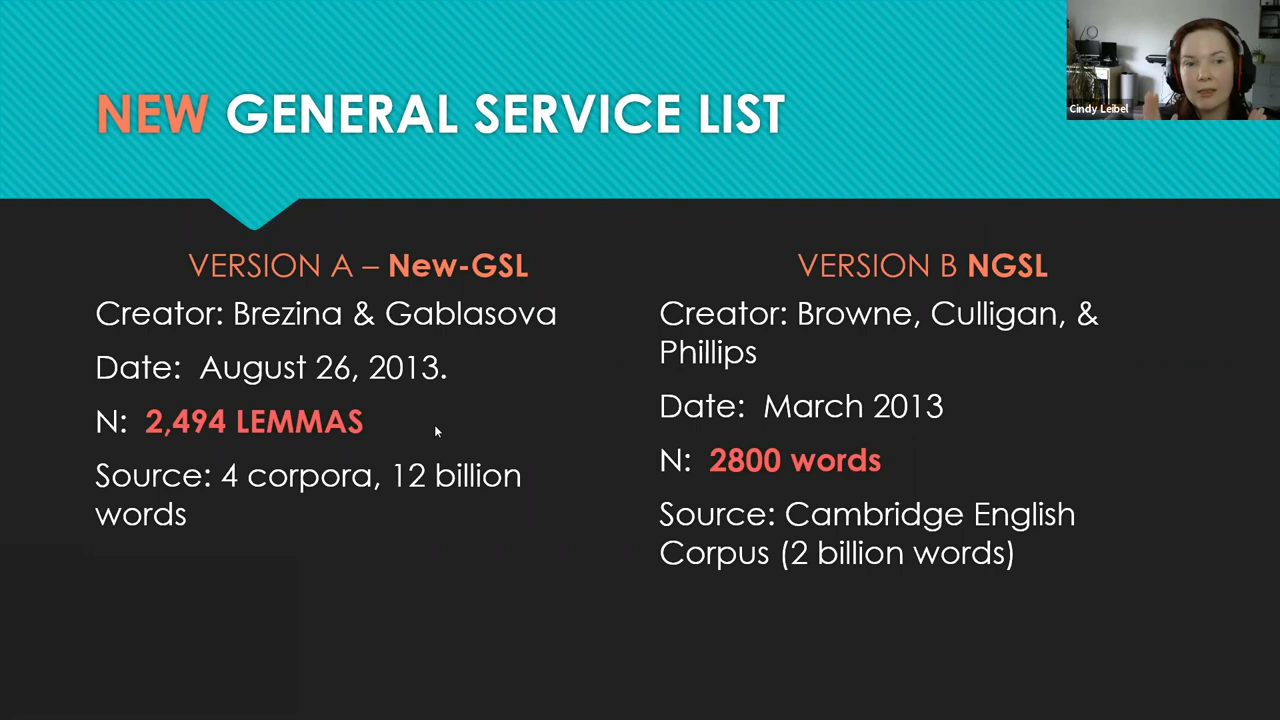 NEW GENERAL SERVICE LIST
Cindy Leibel
VERSION A – New-GSL
Creator: Brezina & Gablasova
Date:  August 26, 2013.
N:  2,494 LEMMAS
Source: 4 corpora, 12 billion
words
VERSION B NGSL
Creator: Browne, Culligan, &
Phillips
Date:  March 2013
N:  2800 words
Source: Cambridge English
Corpus (2 billion words)